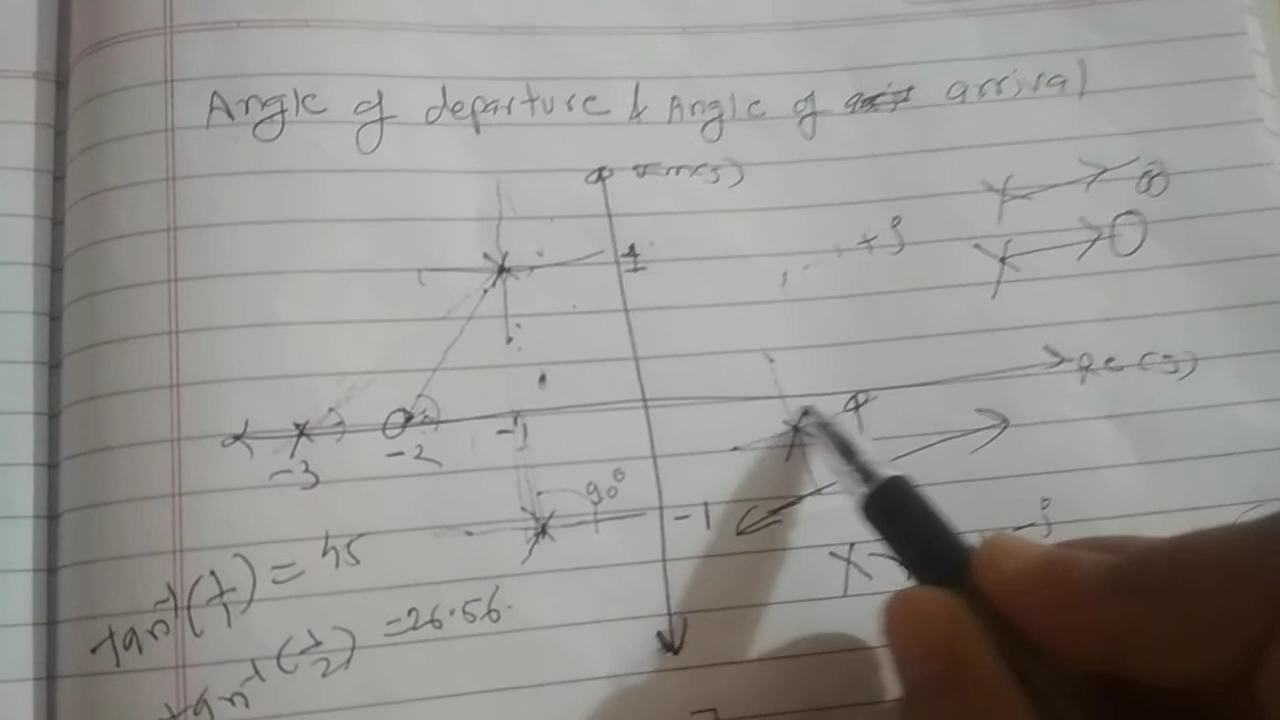 Angle of departure & Angle of arrival
Im(s)
1
+j
Re(s)
-3
-2
-1
90°
-1
-j
tan⁻¹(1/1) = 45
tan⁻¹(1/2) = 26.56